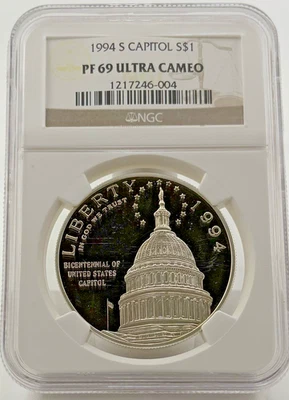 1994 S CAPITOL S$1
PF 69 ULTRA CAMEO
1217246-004
NGC
LIBERTY
IN GOD WE TRUST
1994
BICENTENNIAL OF
UNITED STATES
CAPITOL